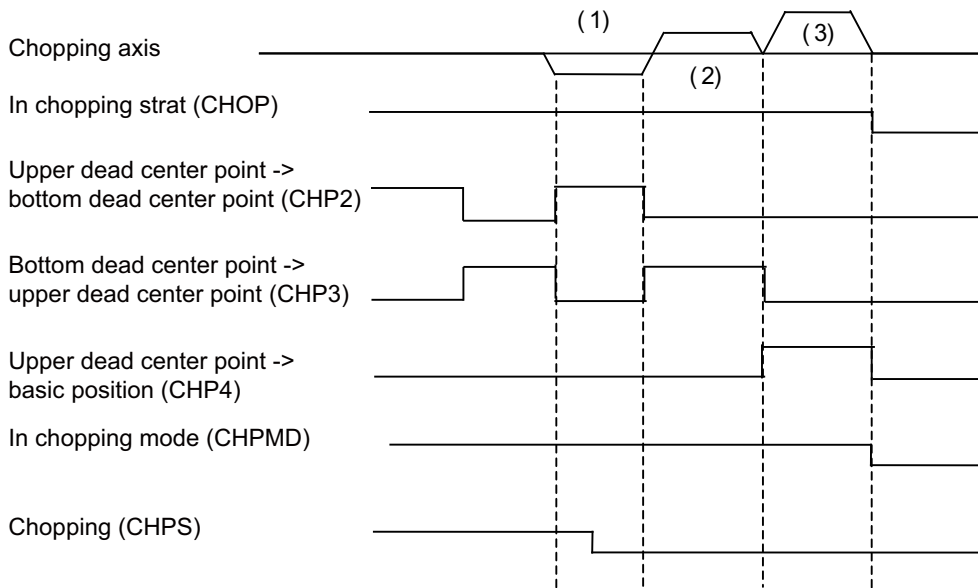 (1)
(3)
Chopping axis
(2)
In chopping strat (CHOP)
Upper dead center point ->
bottom dead center point (CHP2)
Bottom dead center point ->
upper dead center point (CHP3)
Upper dead center point ->
basic position (CHP4)
In chopping mode (CHPMD)
Chopping (CHPS)